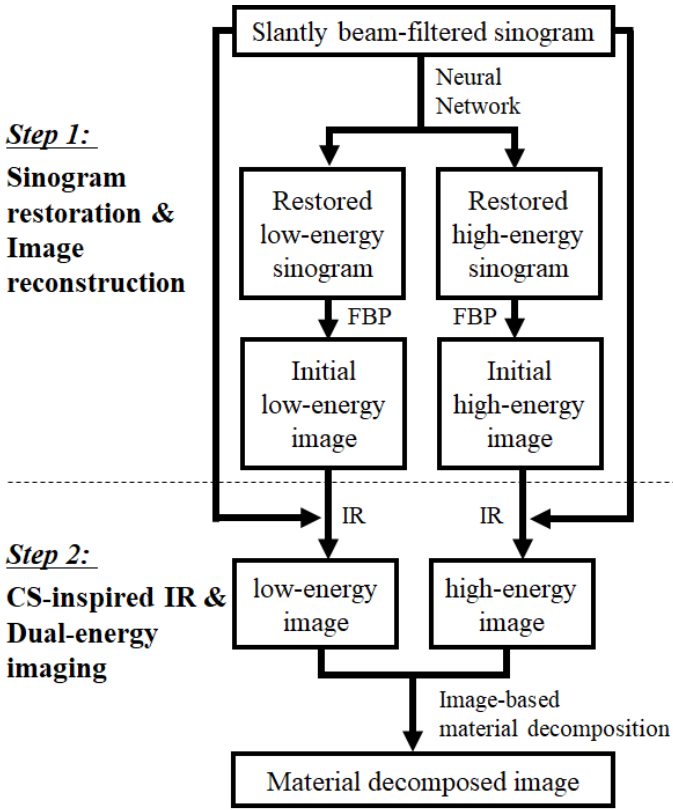 Slantly beam-filtered sinogram
Neural
Network
Step 1:
Sinogram
restoration &
Image
reconstruction
Restored
low-energy
sinogram
Restored
high-energy
sinogram
FBP
FBP
Initial
low-energy
image
Initial
high-energy
image
IR
IR
Step 2:
CS-inspired IR &
Dual-energy
imaging
low-energy
image
high-energy
image
Image-based
material decomposition
Material decomposed image